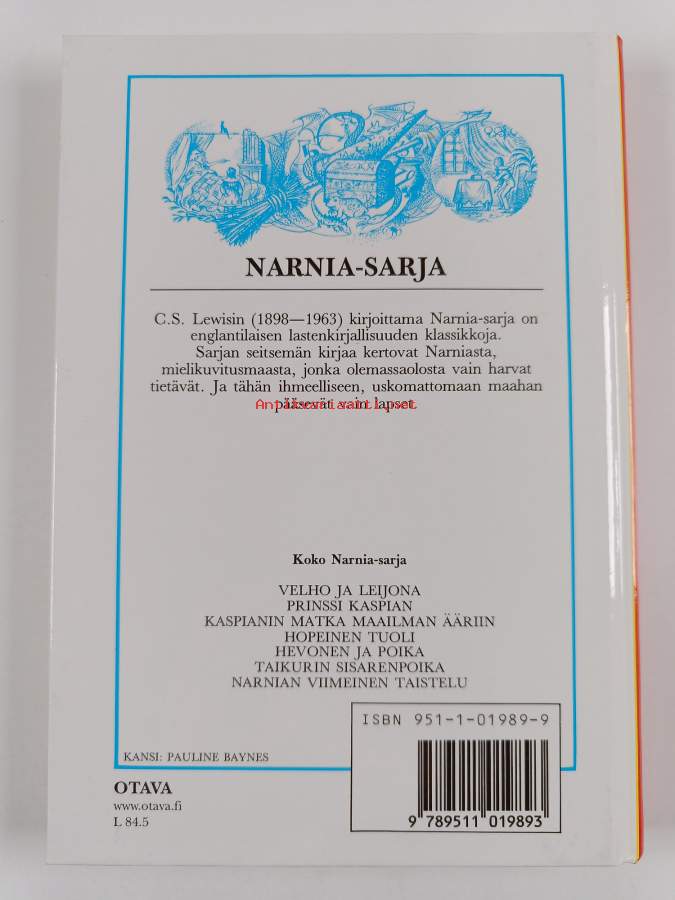 NARNIA-SARJA
C.S. Lewisin (1898—1963) kirjoittama Narnia-sarja on
englantilaisen lastenkirjallisuuden klassikkoja.
Sarjan seitsemän kirjaa kertovat Narniasta,
mielikuvitusmaasta, jonka olemassaolosta vain harvat
tietävät. Ja tähän ihmeelliseen, uskomattomaan maahan
pääsevät vain lapset.
Antikvariaatti.net
Koko Narnia-sarja
VELHO JA LEIJONA
PRINSSI KASPIAN
KASPIANIN MATKA MAAILMAN ÄÄRIIN
HOPEINEN TUOLI
HEVONEN JA POIKA
TAIKURIN SISARENPOIKA
NARNIAN VIIMEINEN TAISTELU
ISBN 951-1-01989-9
KANSI: PAULINE BAYNES
OTAVA
www.otava.fi
L 84.5
9 789511 019893